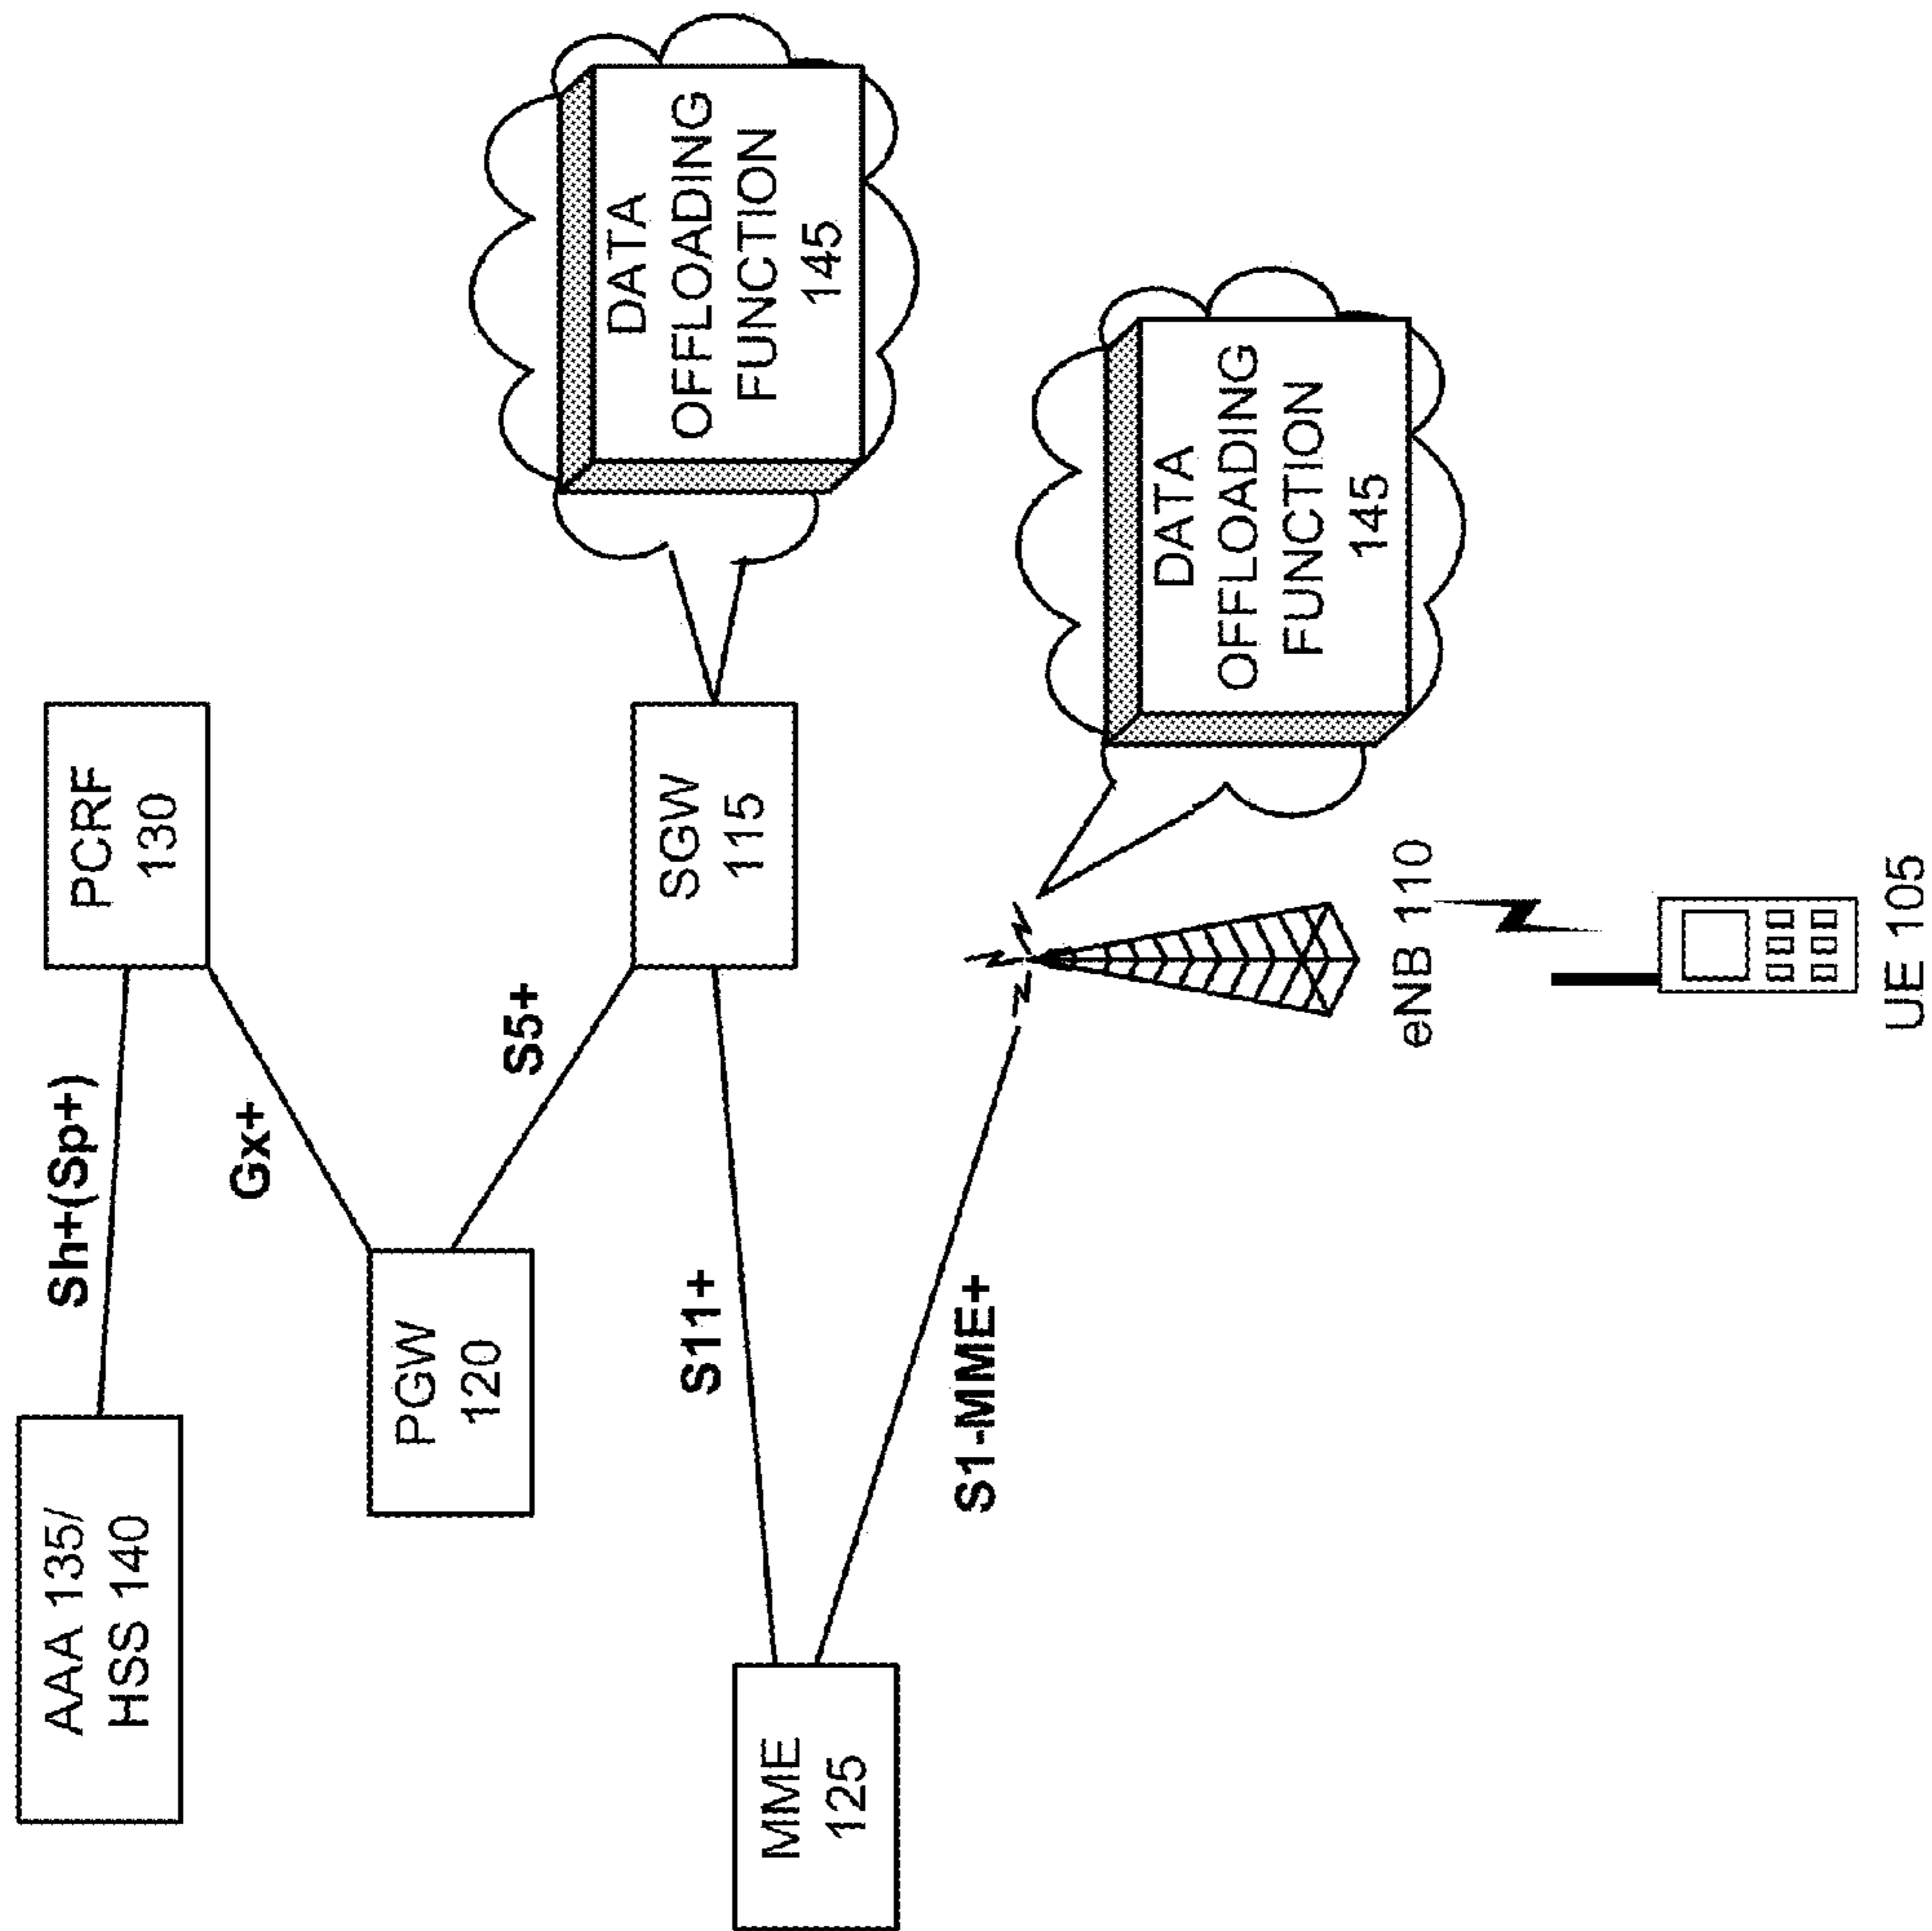 AAA 135/
HSS 140
Sh+(Sp+)
PCRF
130
Gx+
PGW
120
S5+
SGW
115
DATA
OFFLOADING
FUNCTION
145
S11+
MME
125
S1-MME+
DATA
OFFLOADING
FUNCTION
145
eNB 110
UE 105